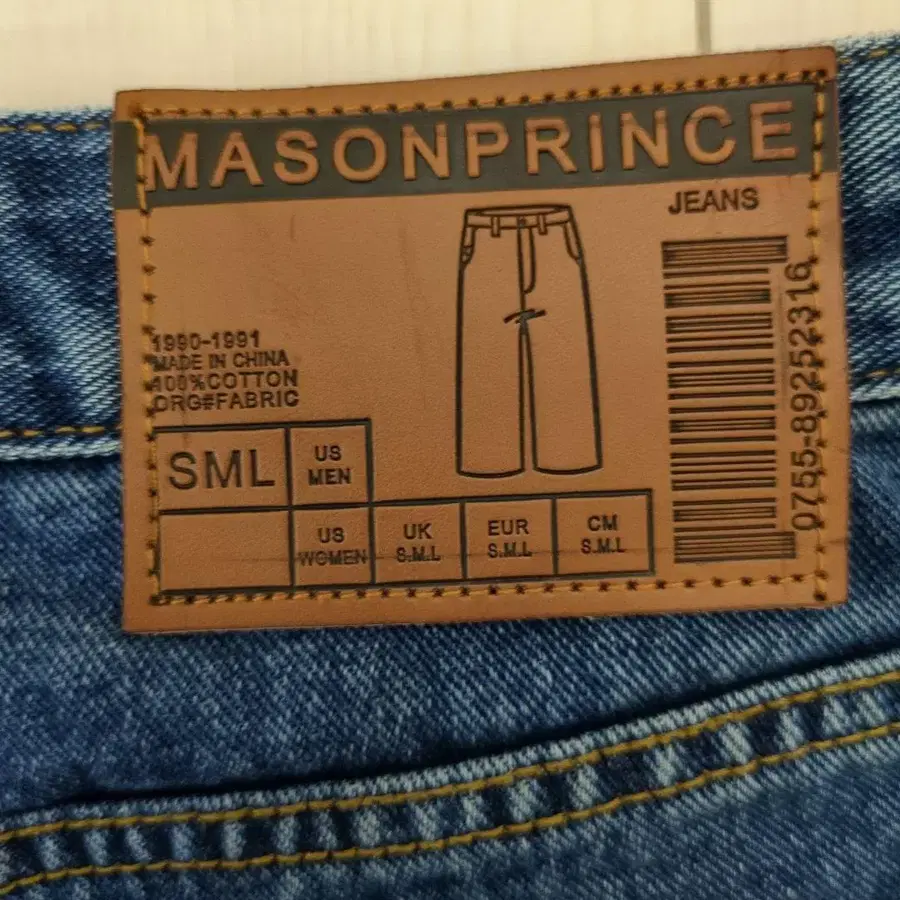 MASONPRINCE
JEANS
1990-1991
MADE IN CHINA
100%COTTON
ORG#FABRIC
SML
US
MEN
US
WOMEN
UK
S.M.L
EUR
S.M.L
CM
S.M.L
0755-89252316